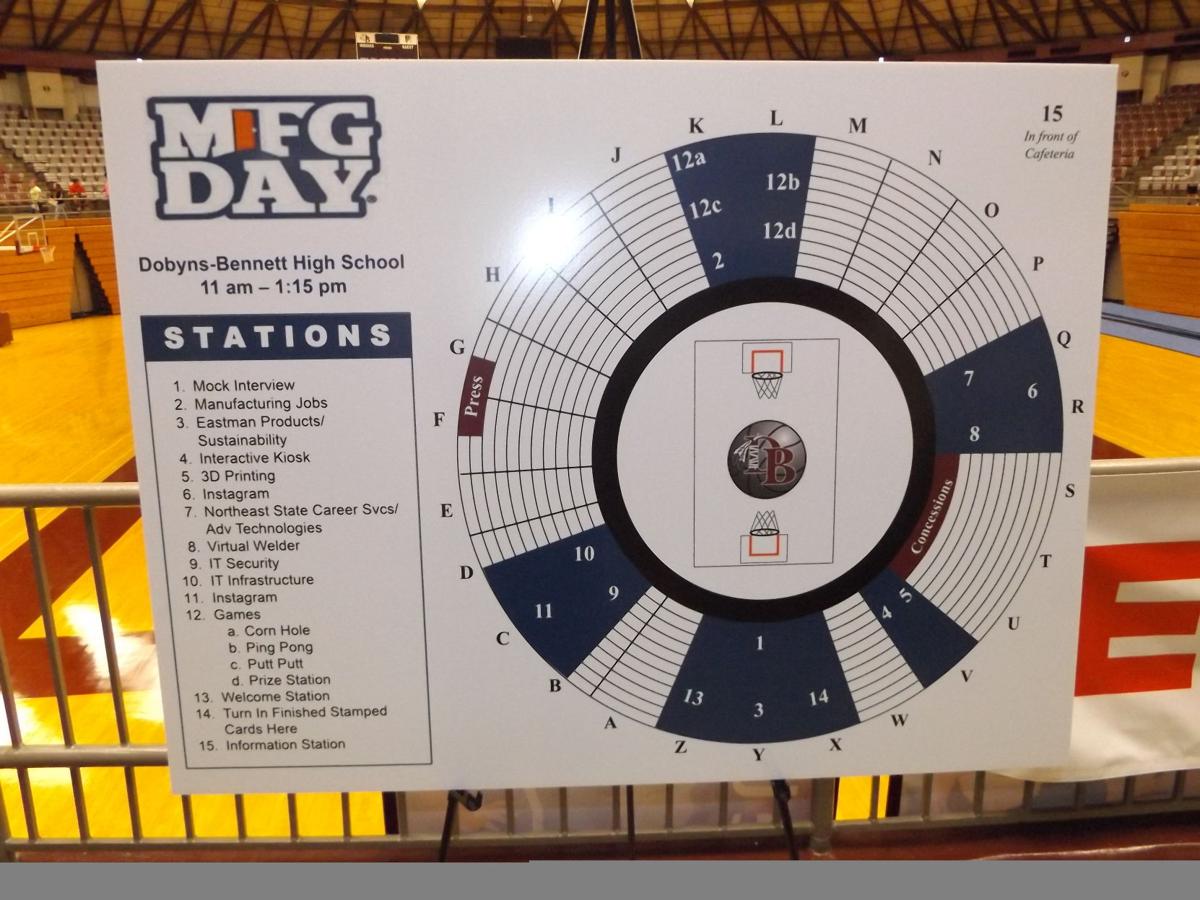 MFG
DAY
Dobyns-Bennett High School
11 am – 1:15 pm
STATIONS
1. Mock Interview
2. Manufacturing Jobs
3. Eastman Products/
Sustainability
4. Interactive Kiosk
5. 3D Printing
6. Instagram
7. Northeast State Career Svcs/
Adv Technologies
8. Virtual Welder
9. IT Security
10. IT Infrastructure
11. Instagram
12. Games
a. Corn Hole
b. Ping Pong
c. Putt Putt
d. Prize Station
13. Welcome Station
14. Turn In Finished Stamped
Cards Here
15. Information Station
15
In front of
Cafeteria
K
L
M
J
N
I
O
H
P
G
Q
F
R
E
S
D
T
C
U
B
V
A
W
Z
Y
X
12a
12b
12c
12d
2
7
6
8
Press
Concessions
DB
10
9
11
5
4
1
13
3
14
E